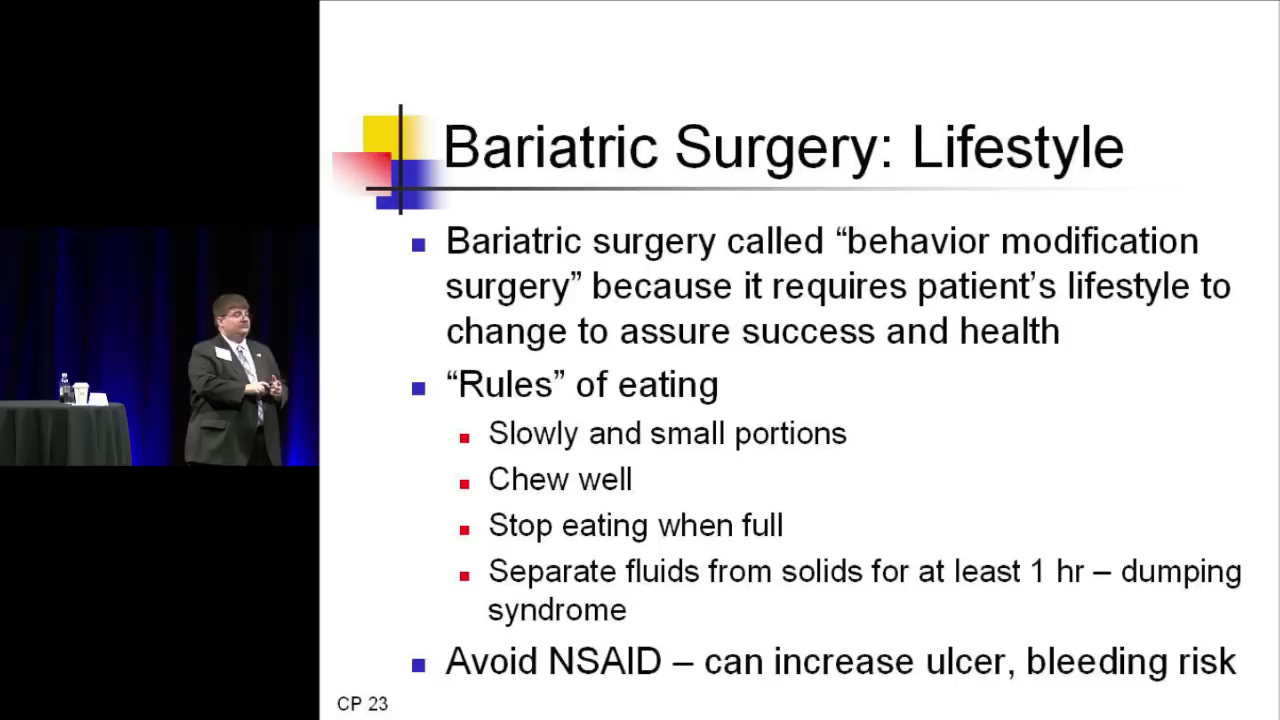 Bariatric Surgery: Lifestyle
Bariatric surgery called “behavior modification
surgery” because it requires patient’s lifestyle to
change to assure success and health
“Rules” of eating
Slowly and small portions
Chew well
Stop eating when full
Separate fluids from solids for at least 1 hr – dumping
syndrome
Avoid NSAID – can increase ulcer, bleeding risk
CP 23